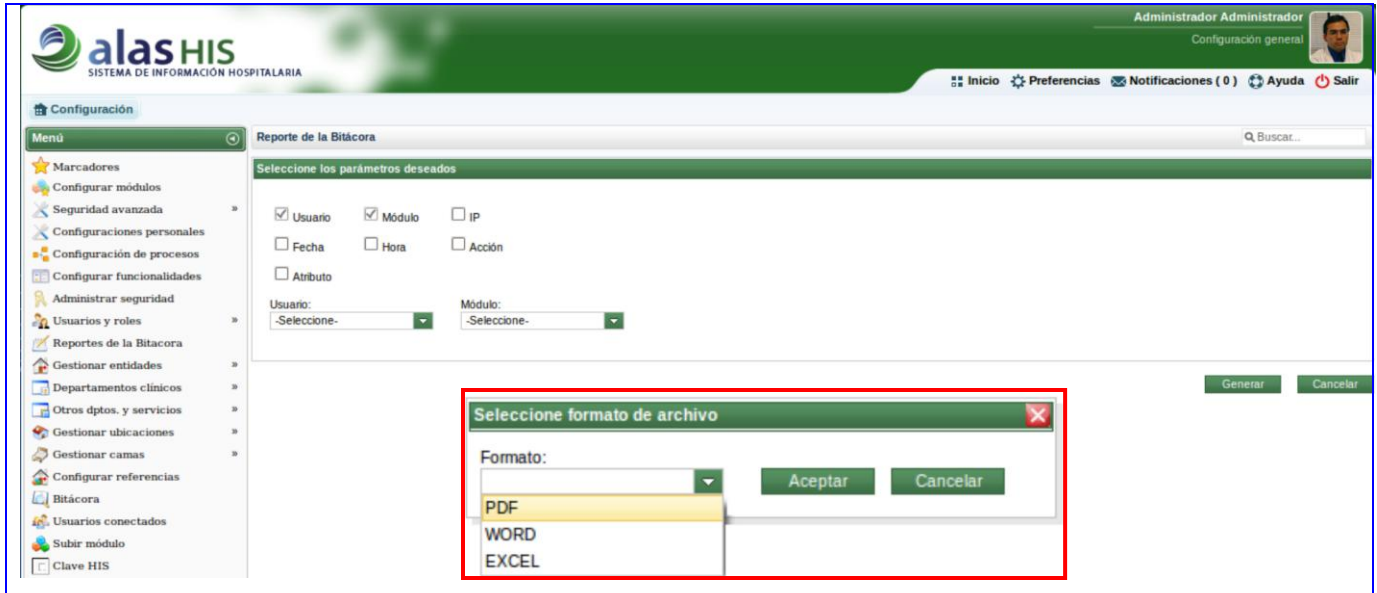 Administrador Administrador
Configuración general
alas HIS
SISTEMA DE INFORMACIÓN HOSPITALARIA
Inicio Preferencias Notificaciones ( 0 ) Ayuda Salir
Configuración
Menú
Marcadores
Configurar módulos
Seguridad avanzada »
Configuraciones personales
Configuración de procesos
Configurar funcionalidades
Administrar seguridad
Usuarios y roles »
Reportes de la Bitacora
Gestionar entidades »
Departamentos clínicos »
Otros dptos. y servicios »
Gestionar ubicaciones »
Gestionar camas »
Configurar referencias
Bitácora
Usuarios conectados
Subir módulo
Clave HIS
Reporte de la Bitácora
Buscar...
Seleccione los parámetros deseados
Usuario Módulo IP
Fecha Hora Acción
Atributo
Usuario: Módulo:
-Seleccione- -Seleccione-
Generar Cancelar
Seleccione formato de archivo
Formato:
Aceptar Cancelar
PDF
WORD
EXCEL